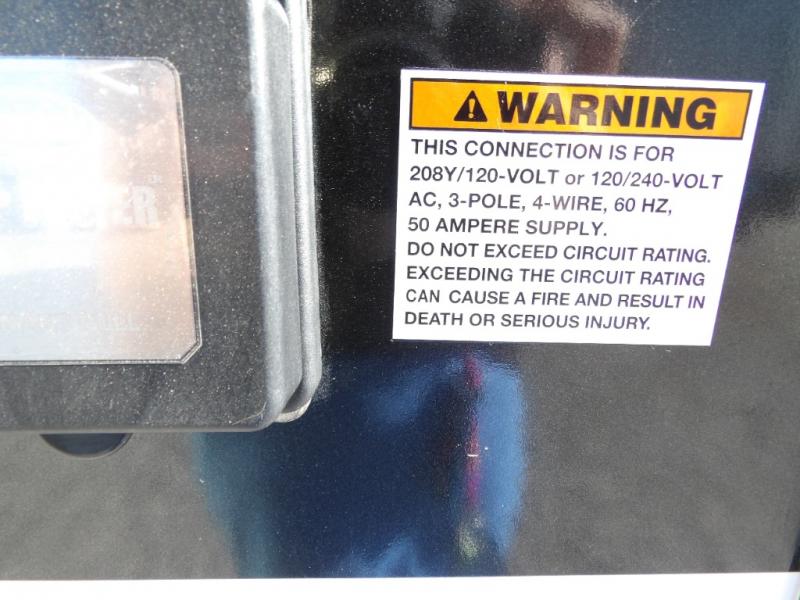 WARNING
THIS CONNECTION IS FOR
208Y/120-VOLT or 120/240-VOLT
AC, 3-POLE, 4-WIRE, 60 HZ,
50 AMPERE SUPPLY.
DO NOT EXCEED CIRCUIT RATING.
EXCEEDING THE CIRCUIT RATING
CAN CAUSE A FIRE AND RESULT IN
DEATH OR SERIOUS INJURY.